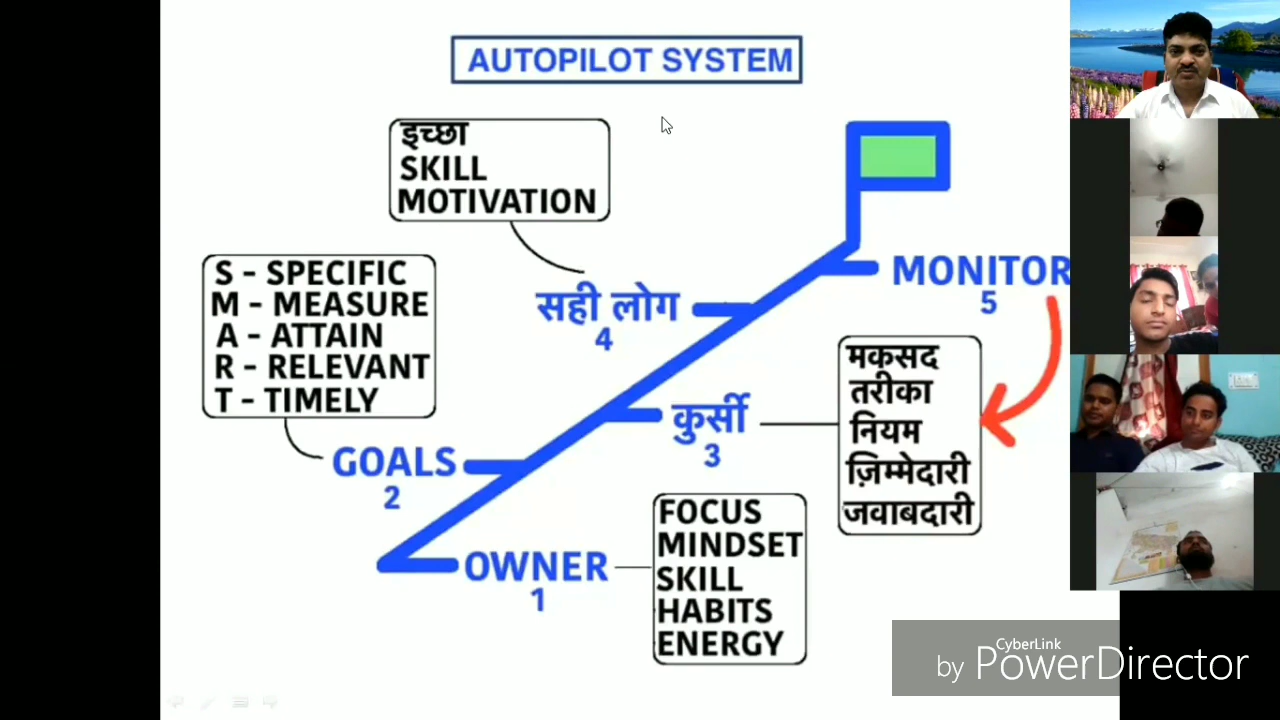 AUTOPILOT SYSTEM
इच्छा
SKILL
MOTIVATION
S - SPECIFIC
M - MEASURE
A - ATTAIN
R - RELEVANT
T - TIMELY
MONITOR
5
सही लोग
4
मकसद
तरीका
नियम
ज़िम्मेदारी
जवाबदारी
कुर्सी
3
GOALS
2
FOCUS
MINDSET
SKILL
HABITS
ENERGY
OWNER
1
CyberLink
by PowerDirector